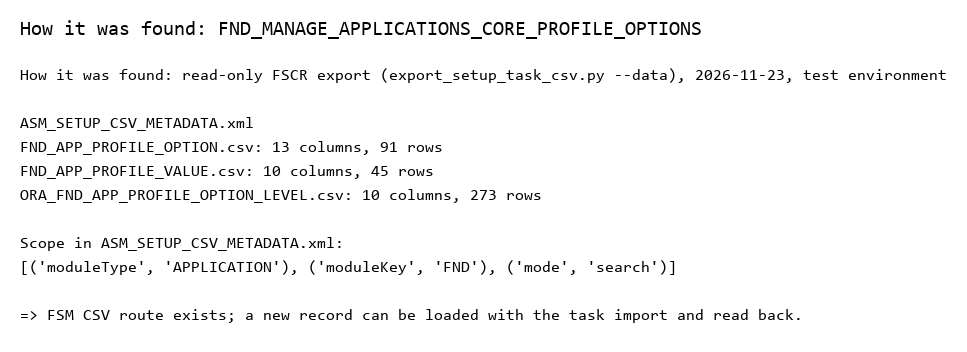 How it was found: FND_MANAGE_APPLICATIONS_CORE_PROFILE_OPTIONS
How it was found: read-only FSCR export (export_setup_task_csv.py --data), 2026-11-23, test environment
ASM_SETUP_CSV_METADATA.xml
FND_APP_PROFILE_OPTION.csv: 13 columns, 91 rows
FND_APP_PROFILE_VALUE.csv: 10 columns, 45 rows
ORA_FND_APP_PROFILE_OPTION_LEVEL.csv: 10 columns, 273 rows
Scope in ASM_SETUP_CSV_METADATA.xml:
[('moduleType', 'APPLICATION'), ('moduleKey', 'FND'), ('mode', 'search')]
=> FSM CSV route exists; a new record can be loaded with the task import and read back.